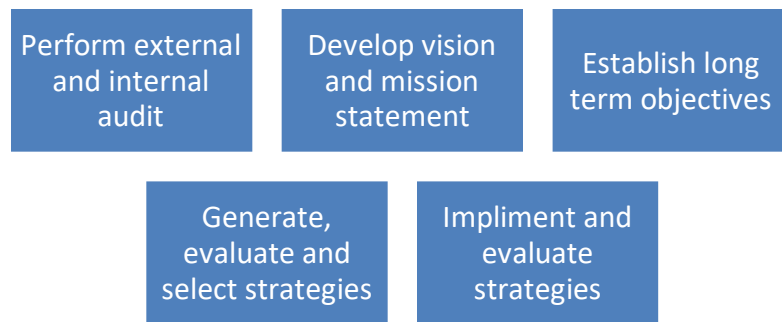 Perform external
and internal
audit
Develop vision
and mission
statement
Establish long
term objectives
Generate,
evaluate and
select strategies
Impliment and
evaluate
strategies